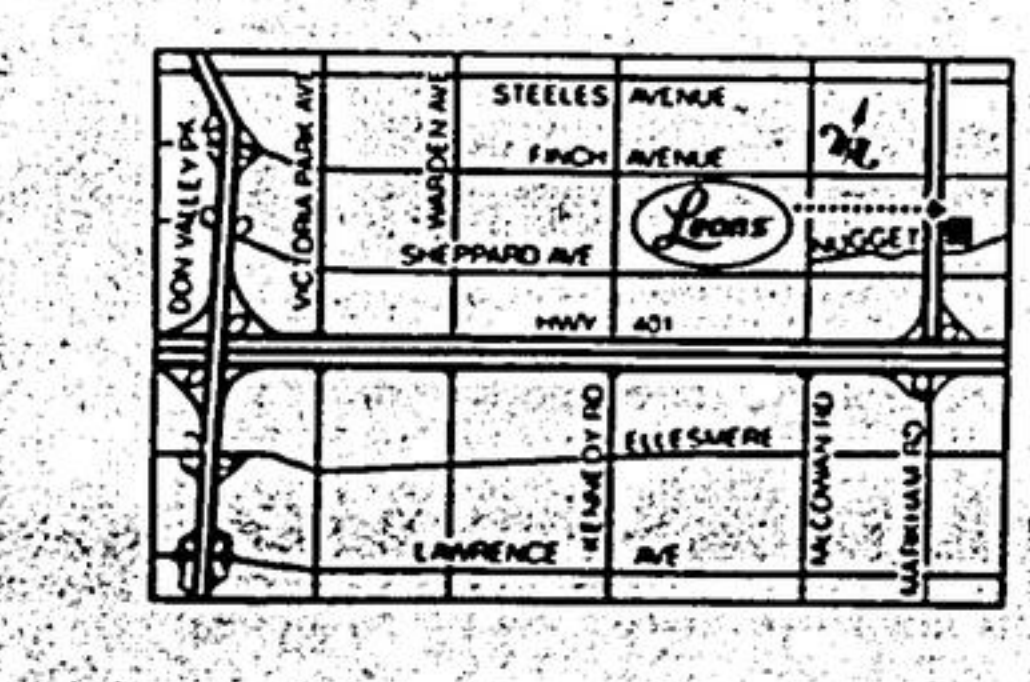 STEELES AVENUE
FINCH AVENUE
DON VALLEY PK
VICTORIA PARK AVE
WARDEN AVE
Leons
NUGGET
SHEPPARD AVE
HWY 401
ELLESMERE
KENNEDY RD
McCOWAN RD
MARKHAM RD
LAWRENCE AVE